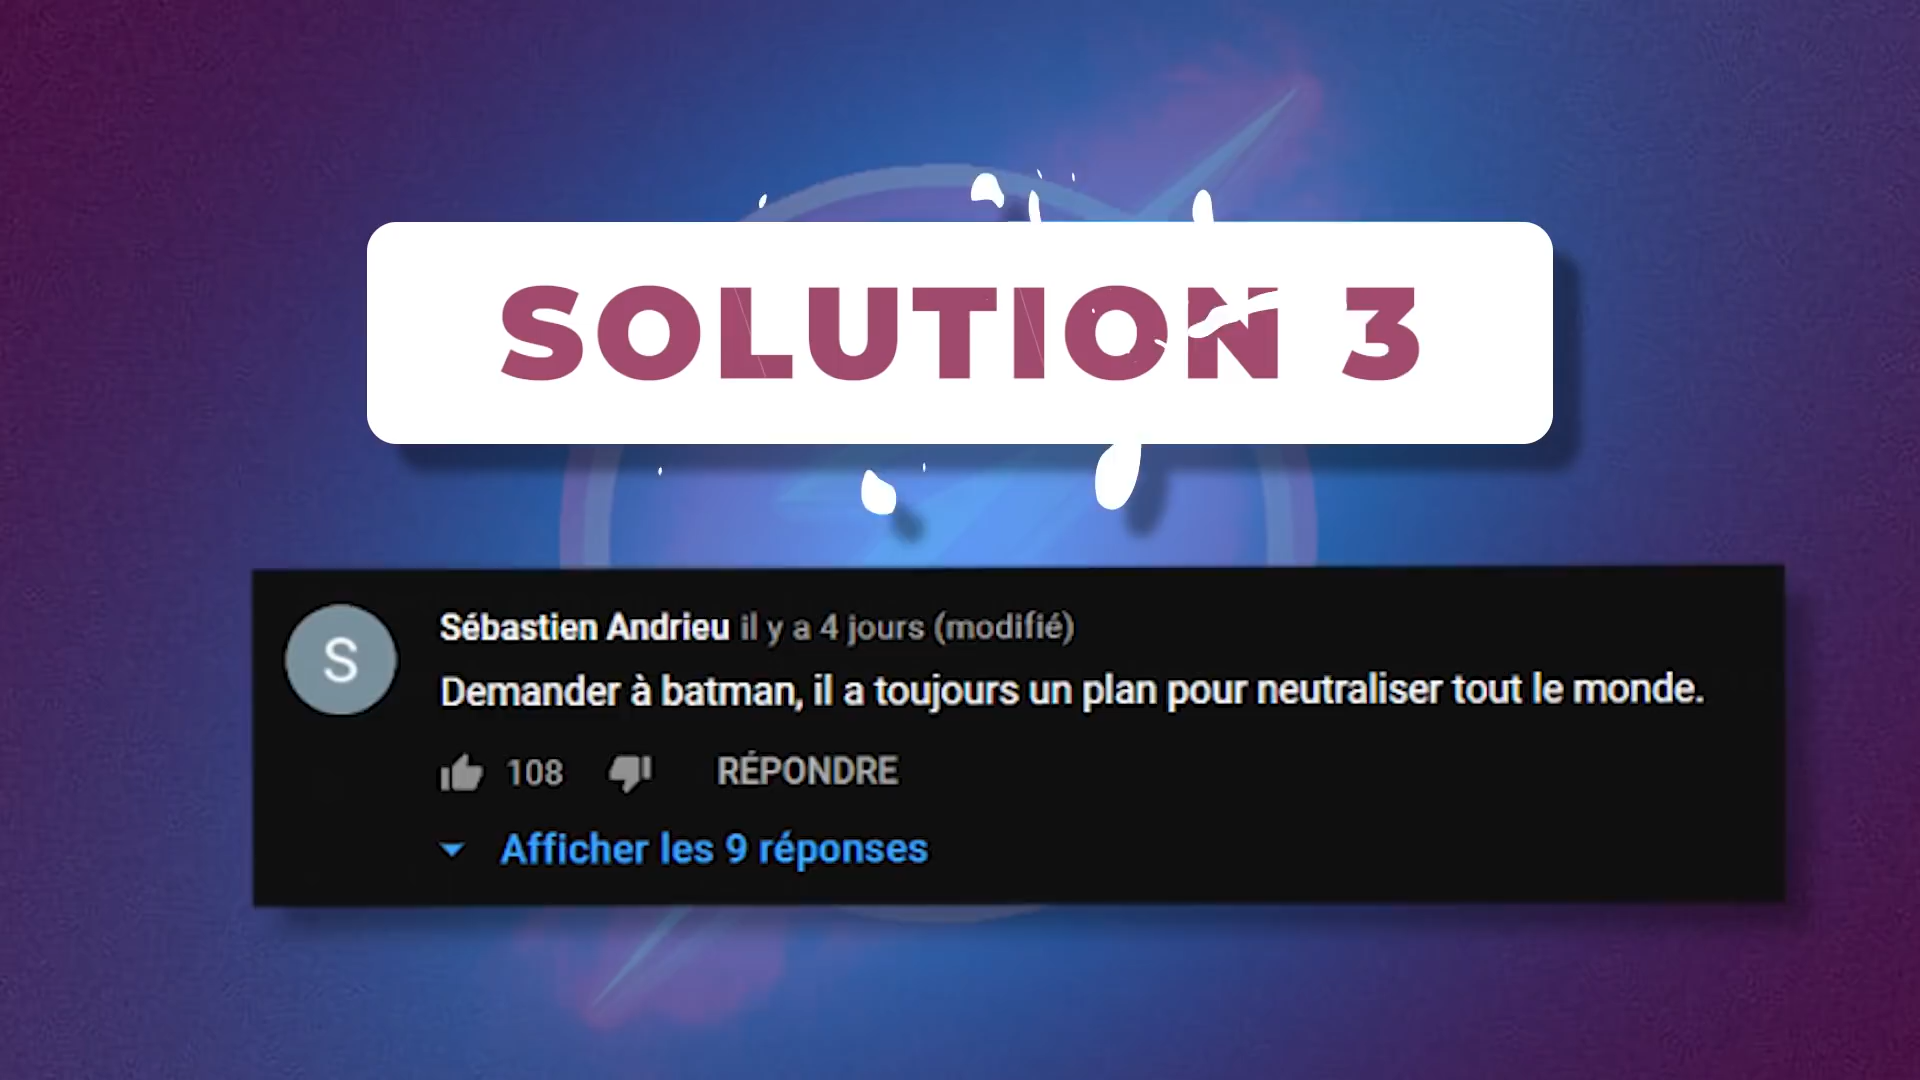 SOLUTION 3
S
Sébastien Andrieu il y a 4 jours (modifié)
Demander à batman, il a toujours un plan pour neutraliser tout le monde.
108 RÉPONDRE
Afficher les 9 réponses